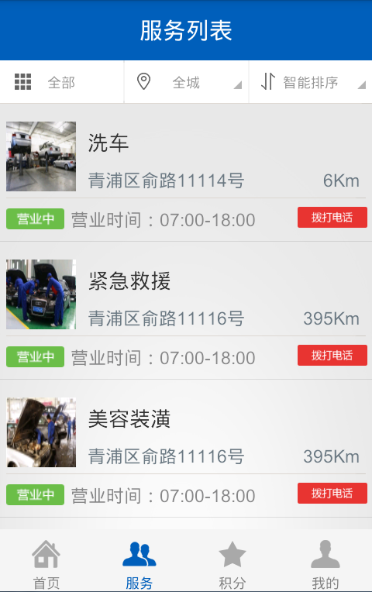 服务列表
全部 全城 智能排序
洗车
青浦区俞路11114号 6Km
营业中 营业时间：07:00-18:00 拨打电话
紧急救援
青浦区俞路11116号 395Km
营业中 营业时间：07:00-18:00 拨打电话
美容装潢
青浦区俞路11116号 395Km
营业中 营业时间：07:00-18:00 拨打电话
首页 服务 积分 我的